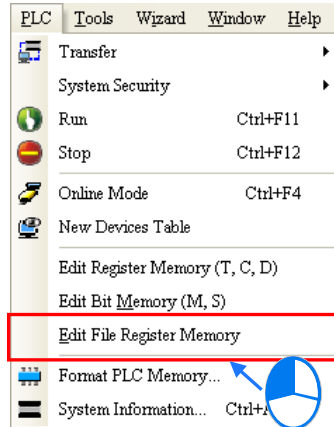 PLC Tools Wizard Window Help
Transfer
System Security
Run Ctrl+F11
Stop Ctrl+F12
Online Mode Ctrl+F4
New Devices Table
Edit Register Memory (T, C, D)
Edit Bit Memory (M, S)
Edit File Register Memory
Format PLC Memory...
System Information... Ctrl+